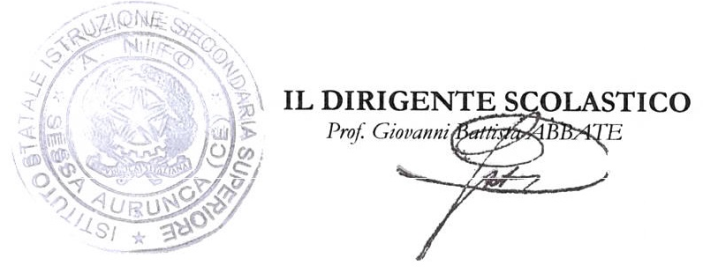 ISTITUTO STATALE ISTRUZIONE SECONDARIA SUPERIORE
A. NIFO
SESSA AURUNCA (CE)
IL DIRIGENTE SCOLASTICO
Prof. Giovanni Battista ABBATE